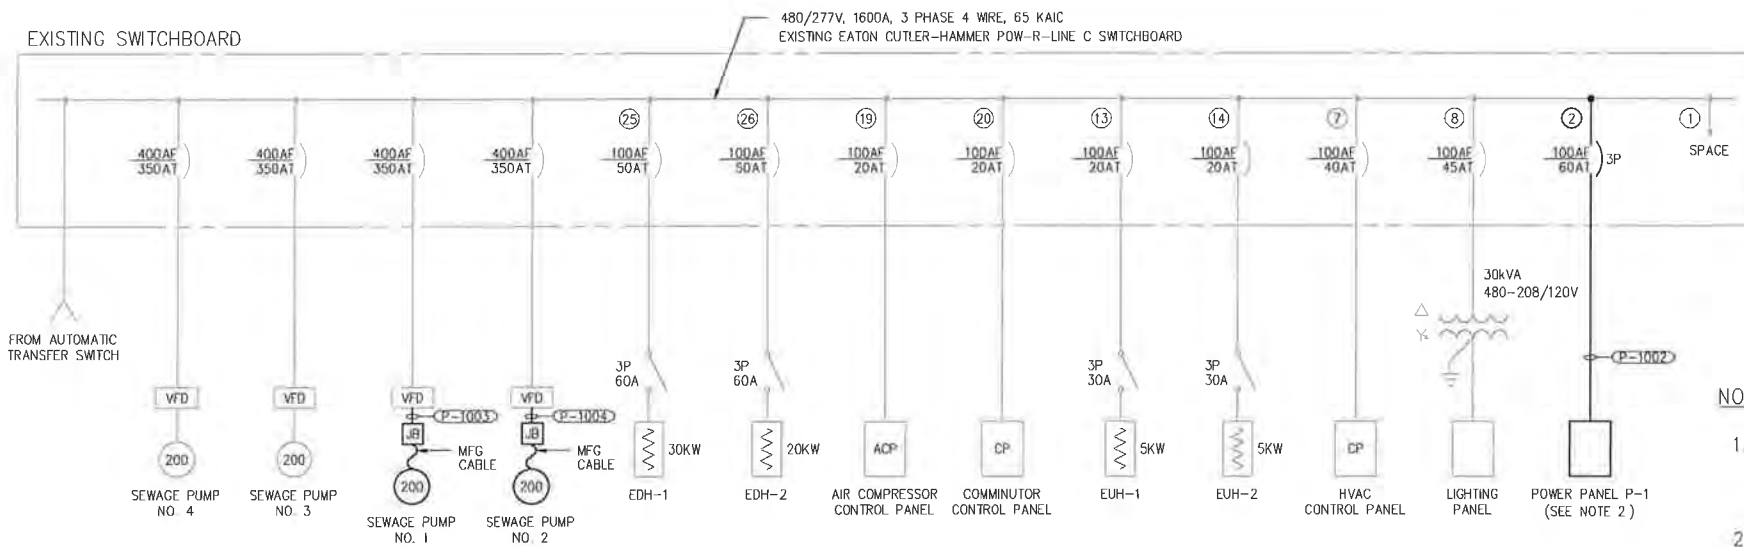 480/277V, 1600A, 3 PHASE 4 WIRE, 65 KAIC
EXISTING EATON CUTLER-HAMMER POW-R-LINE C SWITCHBOARD
EXISTING SWITCHBOARD
25
26
19
20
13
14
7
8
2
1
400AF
350AT
400AF
350AT
400AF
350AT
400AF
350AT
100AF
50AT
100AF
50AT
100AF
20AT
100AF
20AT
100AF
20AT
100AF
20AT
100AF
40AT
100AF
45AT
100AF
60AT
3P
SPACE
30kVA
480-208/120V
FROM AUTOMATIC
TRANSFER SWITCH
3P
60A
3P
60A
3P
30A
3P
30A
P-1002
VFD
VFD
VFD
VFD
P-1003
P-1004
JB
JB
MFG
CABLE
MFG
CABLE
200
200
200
200
30KW
20KW
ACP
CP
5KW
5KW
CP
SEWAGE PUMP
NO. 4
SEWAGE PUMP
NO. 3
SEWAGE PUMP
NO. 1
SEWAGE PUMP
NO. 2
EDH-1
EDH-2
AIR COMPRESSOR
CONTROL PANEL
COMMINUTOR
CONTROL PANEL
EUH-1
EUH-2
HVAC
CONTROL PANEL
LIGHTING
PANEL
POWER PANEL P-1
(SEE NOTE 2)
NO
1.
2